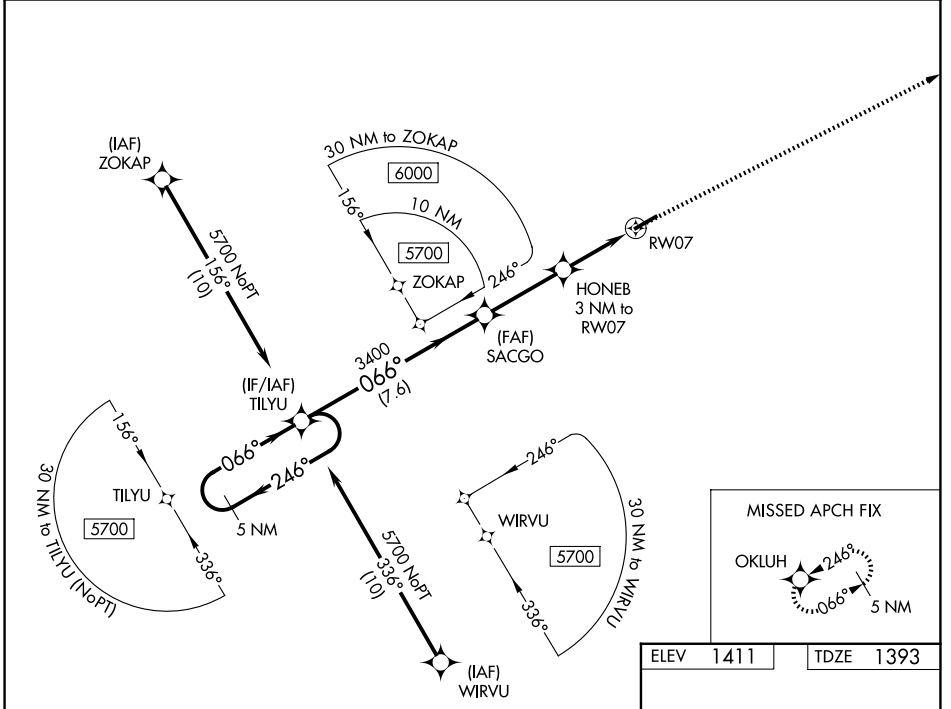 (IAF)
ZOKAP
5700 NoPT
156°
(10)
30 NM to ZOKAP
6000
156°
10 NM
5700
ZOKAP
246°
RW07
HONEB
3 NM to
RW07
(FAF)
SACGO
3400
066°
(7.6)
(IF/IAF)
TILYU
066°
246°
5 NM
156°
TILYU
5700
336°
30 NM to TILYU (NoPT)
5700 NoPT
336°
(10)
(IAF)
WIRVU
246°
WIRVU
5700
336°
30 NM to WIRVU
MISSED APCH FIX
OKLUH
246°
066°
5 NM
ELEV 1411
TDZE 1393